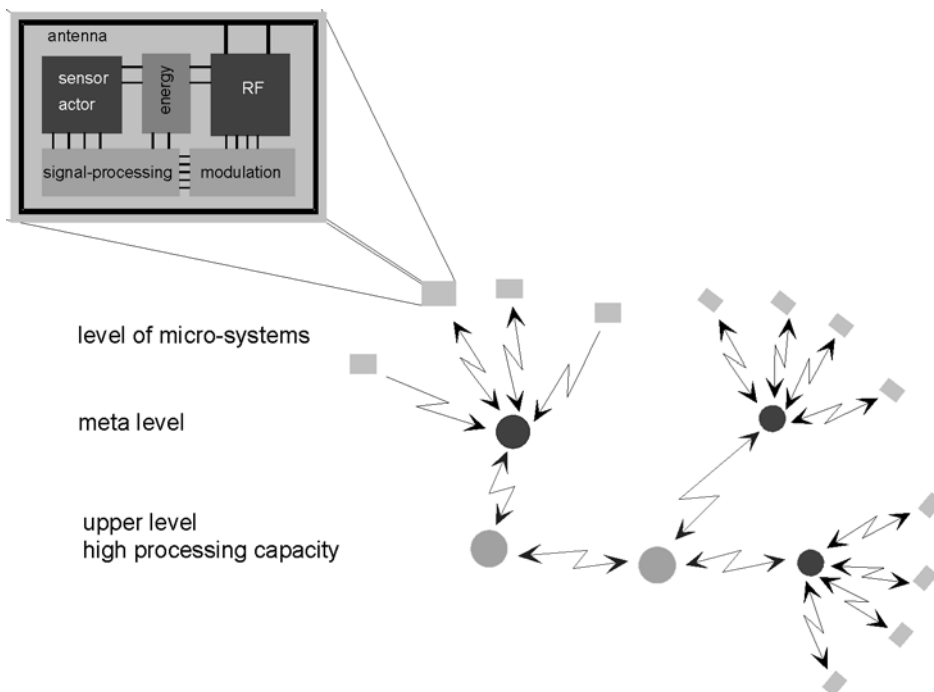 antenna
sensor
actor
energy
RF
signal-processing
modulation
level of micro-systems
meta level
upper level
high processing capacity